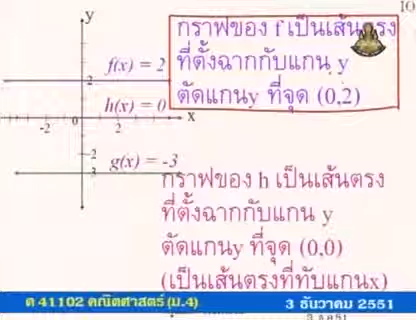 10
y
กราฟของ f เป็นเส้นตรง
f(x) = 2
ที่ตั้งฉากกับแกน y
2
ตัดแกนy ที่จุด (0,2)
h(x) = 0
x
-2
0
2
-2
g(x) = -3
-3
กราฟของ h เป็นเส้นตรง
ที่ตั้งฉากกับแกน y
ตัดแกนy ที่จุด (0,0)
(เป็นเส้นตรงที่ทับแกนx)
ค 41102 คณิตศาสตร์ (ม.4)
3 ธันวาคม 2551